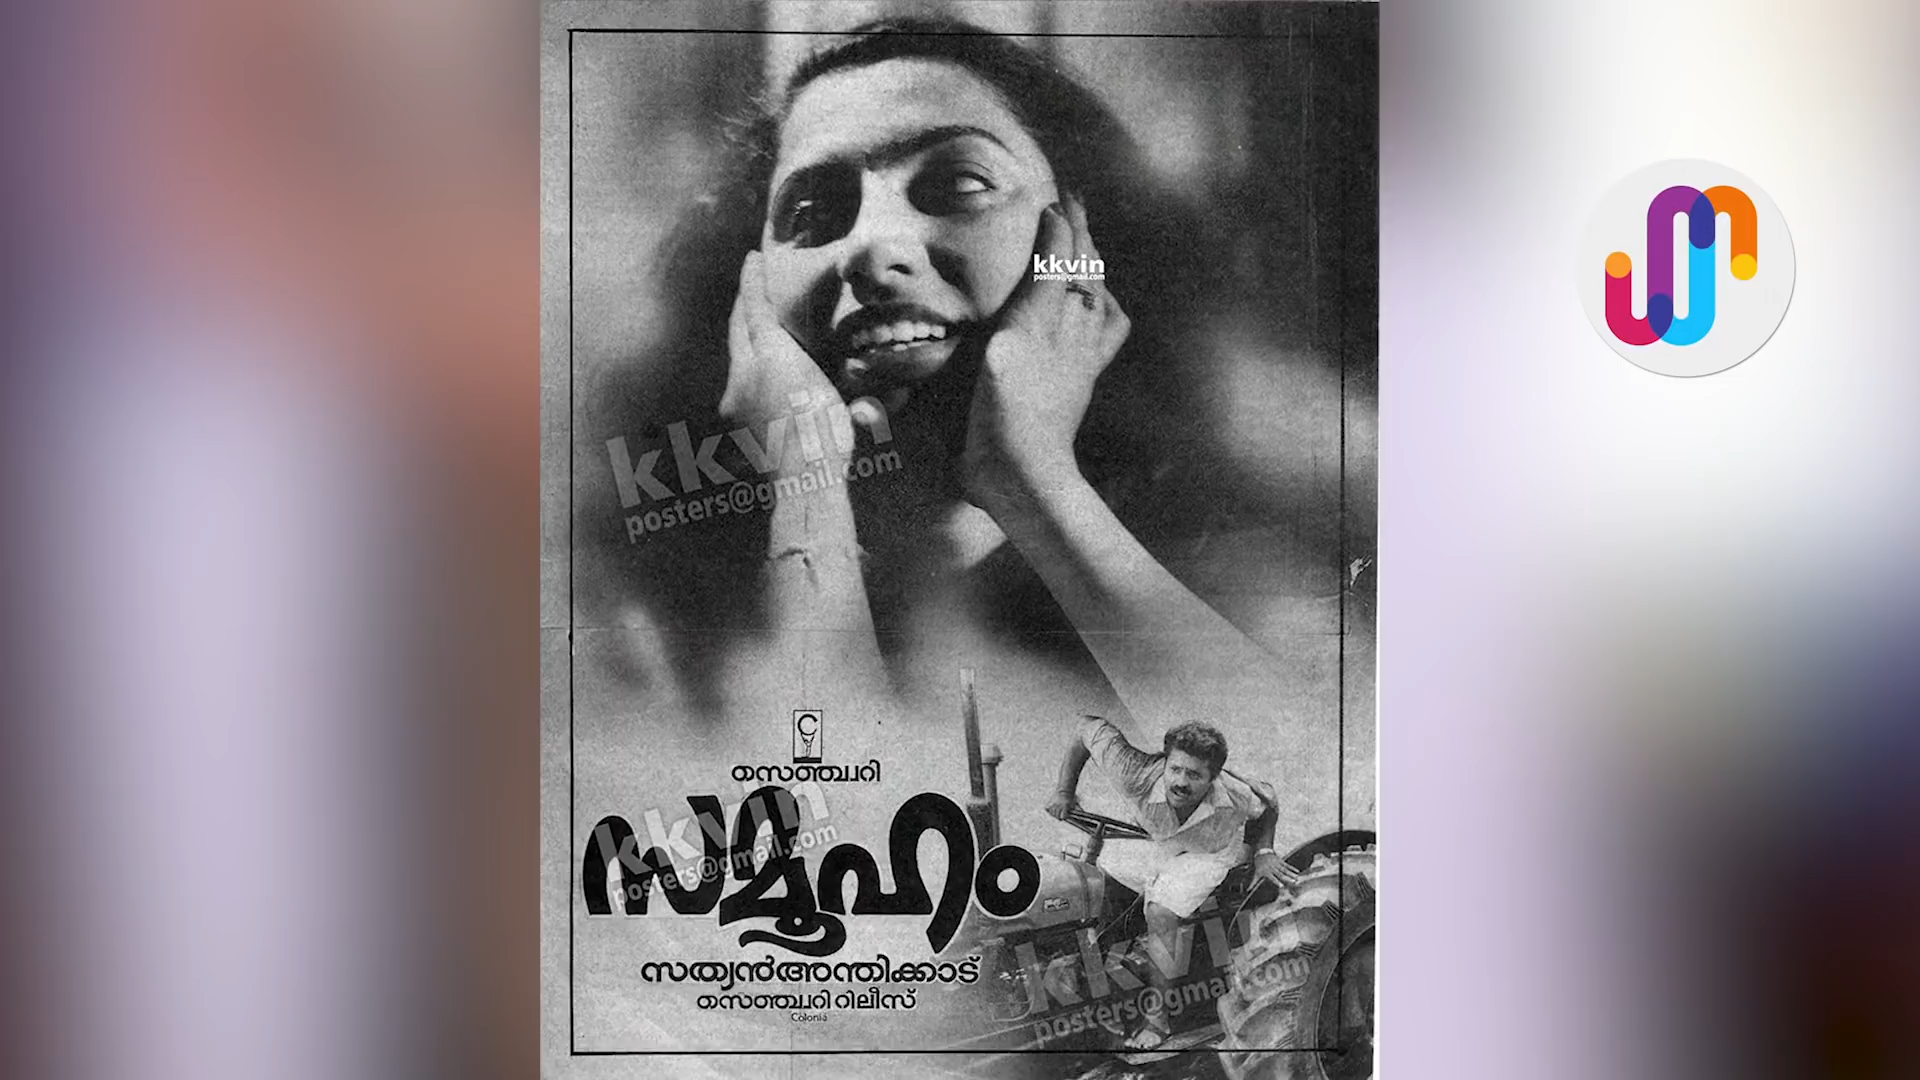 kkvin
posters@gmail.com
kkvin
posters@gmail.com
സെഞ്ച്വറി
kkvin
posters@gmail.com
സമൂഹം
സത്യൻഅന്തിക്കാട്
സെഞ്ച്വറി റിലീസ്
Colonia
kkvin
posters@gmail.com